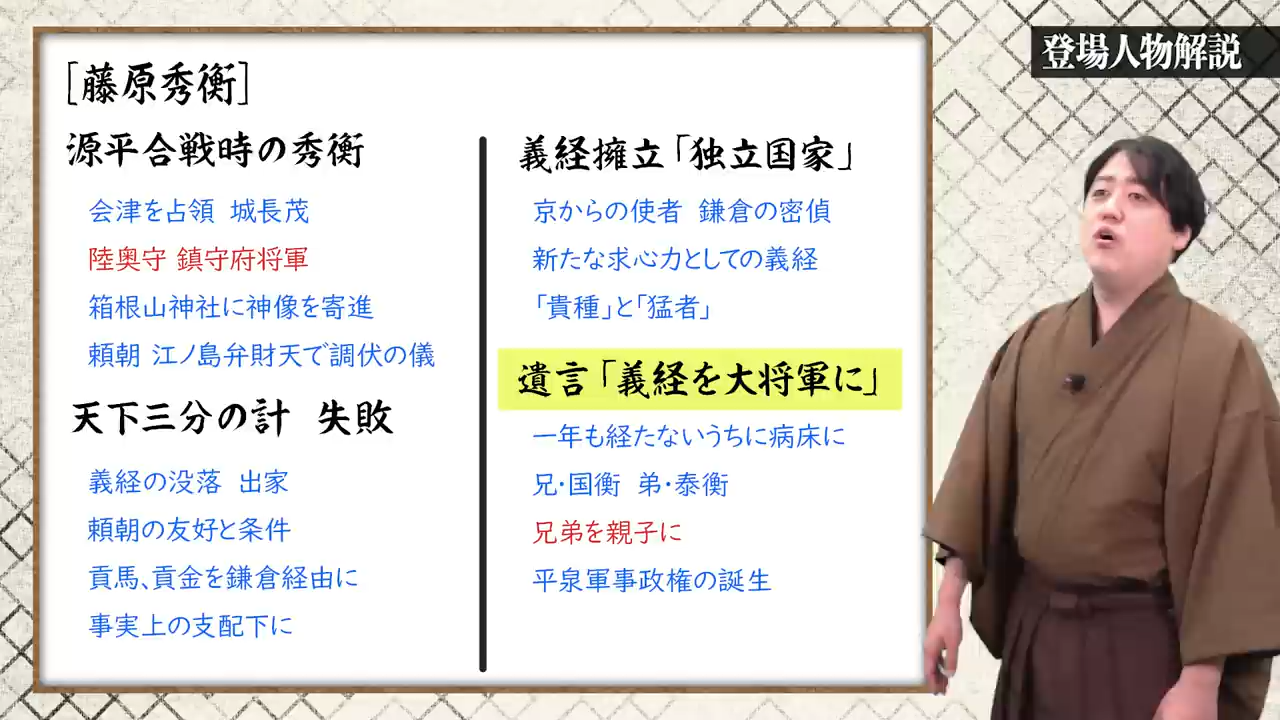 登場人物解説
[藤原秀衡]
源平合戦時の秀衡
会津を占領 城長茂
陸奥守 鎮守府将軍
箱根山神社に神像を寄進
頼朝 江ノ島弁財天で調伏の儀
天下三分の計 失敗
義経の没落 出家
頼朝の友好と条件
貢馬、貢金を鎌倉経由に
事実上の支配下に
義経擁立「独立国家」
京からの使者 鎌倉の密偵
新たな求心力としての義経
「貴種」と「猛者」
遺言「義経を大将軍に」
一年も経たないうちに病床に
兄・国衡 弟・泰衡
兄弟を親子に
平泉軍事政権の誕生